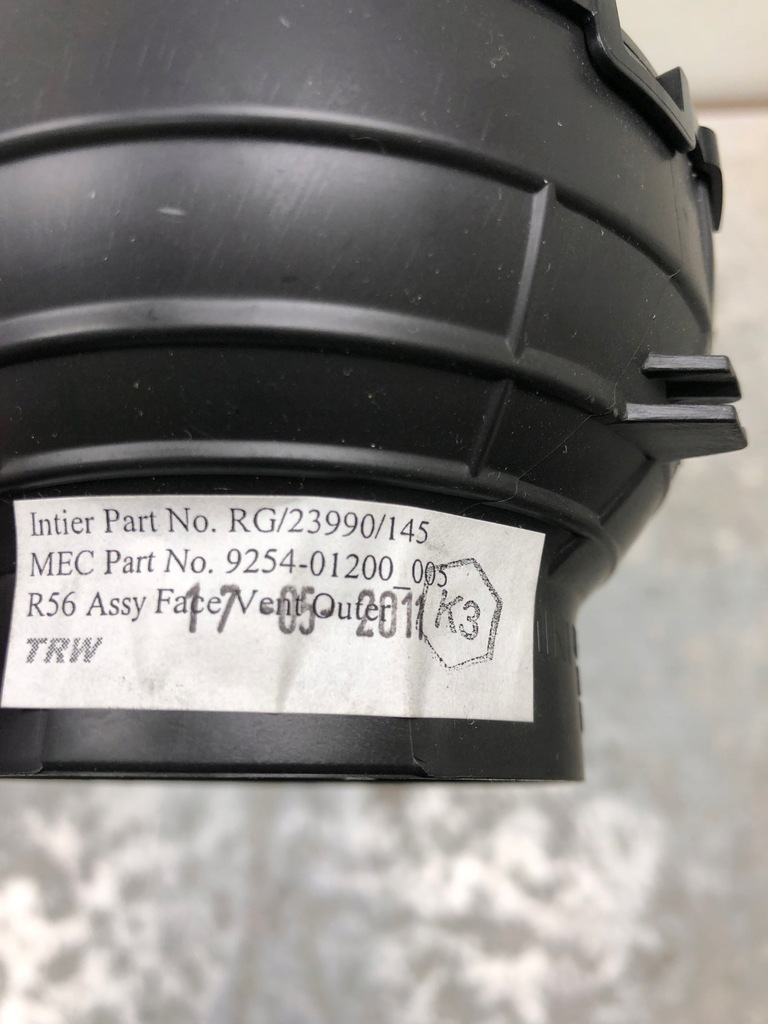 Intier Part No. RG/23990/145
MEC Part No. 9254-01200_005
R56 Assy Face Vent Outer
17 05 2011
K3
TRW